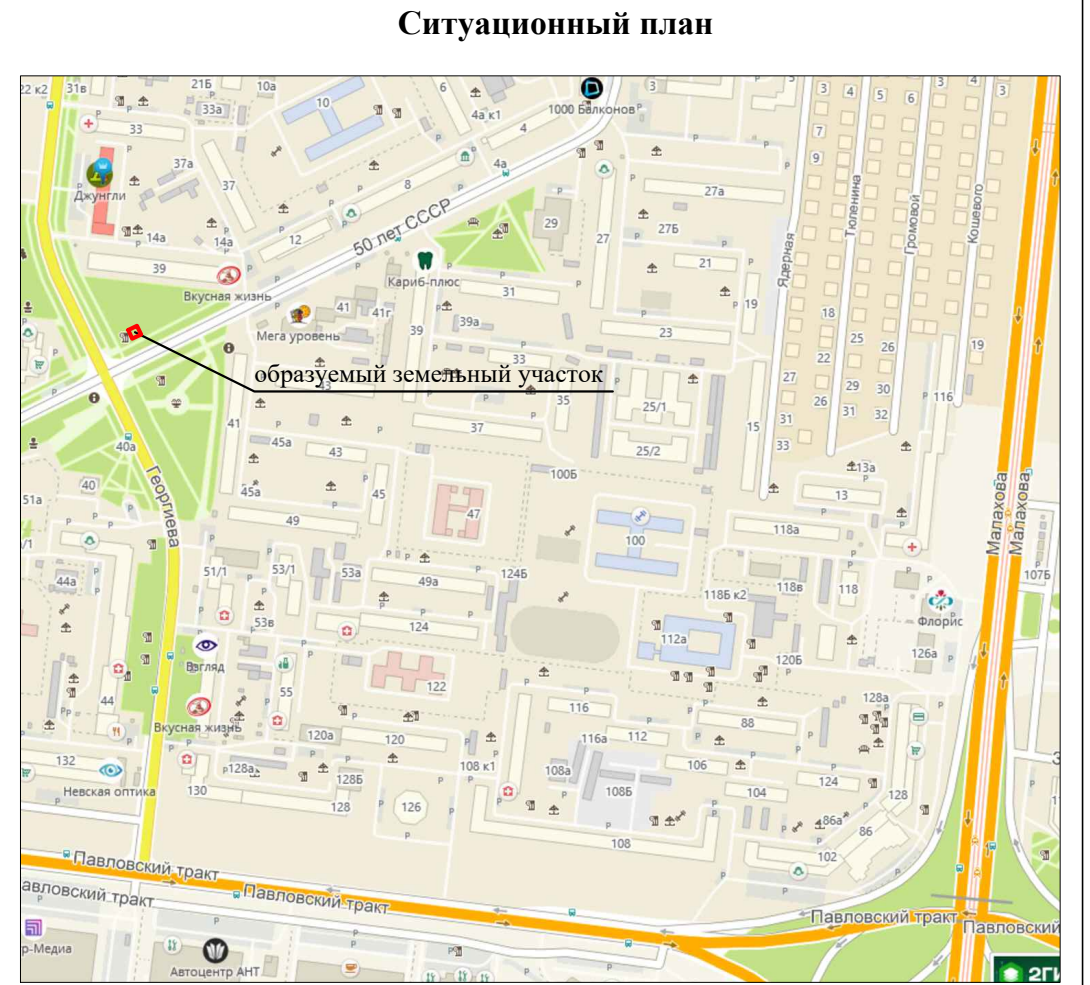 Ситуационный план
22 к2
31в
21Б
10а
6
3
3
3
4
5
6
3
4
3
33а
10
4а к1
1000 Балконов
33
4
7
37а
4а
9
Джунгли
37
8
27а
Тюленина
Громовой
Кошевого
14а
14а
12
50 лет СССР
29
27
27Б
Ядерная
39
Кариб-плюс
21
Вкусная жизнь
41
41г
31
19
18
Мега уровень
39
39а
23
25
26
19
22
33
образуемый земельный участок
43
27
29
30
35
25/1
26
116
41
37
15
31
31
32
33
40а
45а
43
25/2
Георгиева
100Б
13а
40
45а
45
51а
47
13
49
118а
Малахова
Малахова
/1
100
51/1
53/1
53а
124Б
107Б
44а
49а
118Б к2
118в
118
53в
124
Флорис
112а
Взгляд
120Б
126а
122
55
44
116
128а
88
Вкусная жизнь
120а
120
116а
112
132
128а
108 к1
108а
106
Невская оптика
128Б
124
130
128
126
108Б
104
128
86а
86
108
102
Павловский тракт
авловский тракт
Павловский тракт
Павловский тракт
Павловский
р-Медиа
Автоцентр АНТ
2ГИ